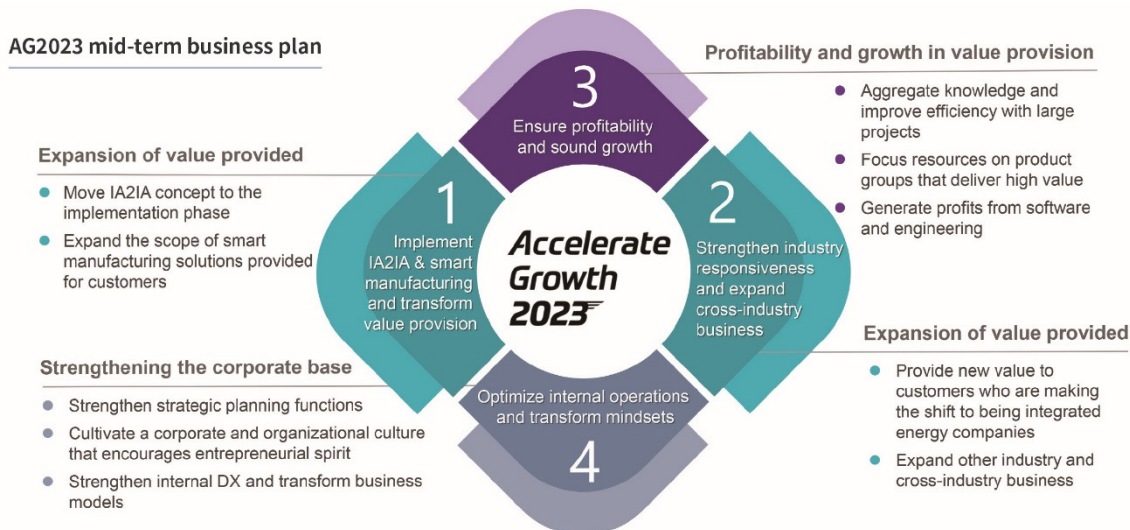 AG2023 mid-term business plan
Expansion of value provided
Move IA2IA concept to the
implementation phase
Expand the scope of smart
manufacturing solutions provided
for customers
1
Implement
IA2IA & smart
manufacturing
and transform
value provision
3
Ensure profitability
and sound growth
Accelerate
Growth
2023
2
Strengthen industry
responsiveness
and expand
cross-industry
business
Profitability and growth in value provision
Aggregate knowledge and
improve efficiency with large
projects
Focus resources on product
groups that deliver high value
Generate profits from software
and engineering
Strengthening the corporate base
Strengthen strategic planning functions
Cultivate a corporate and organizational culture
that encourages entrepreneurial spirit
Strengthen internal DX and transform business
models
Optimize internal operations
and transform mindsets
4
Expansion of value provided
Provide new value to
customers who are making
the shift to being integrated
energy companies
Expand other industry and
cross-industry business